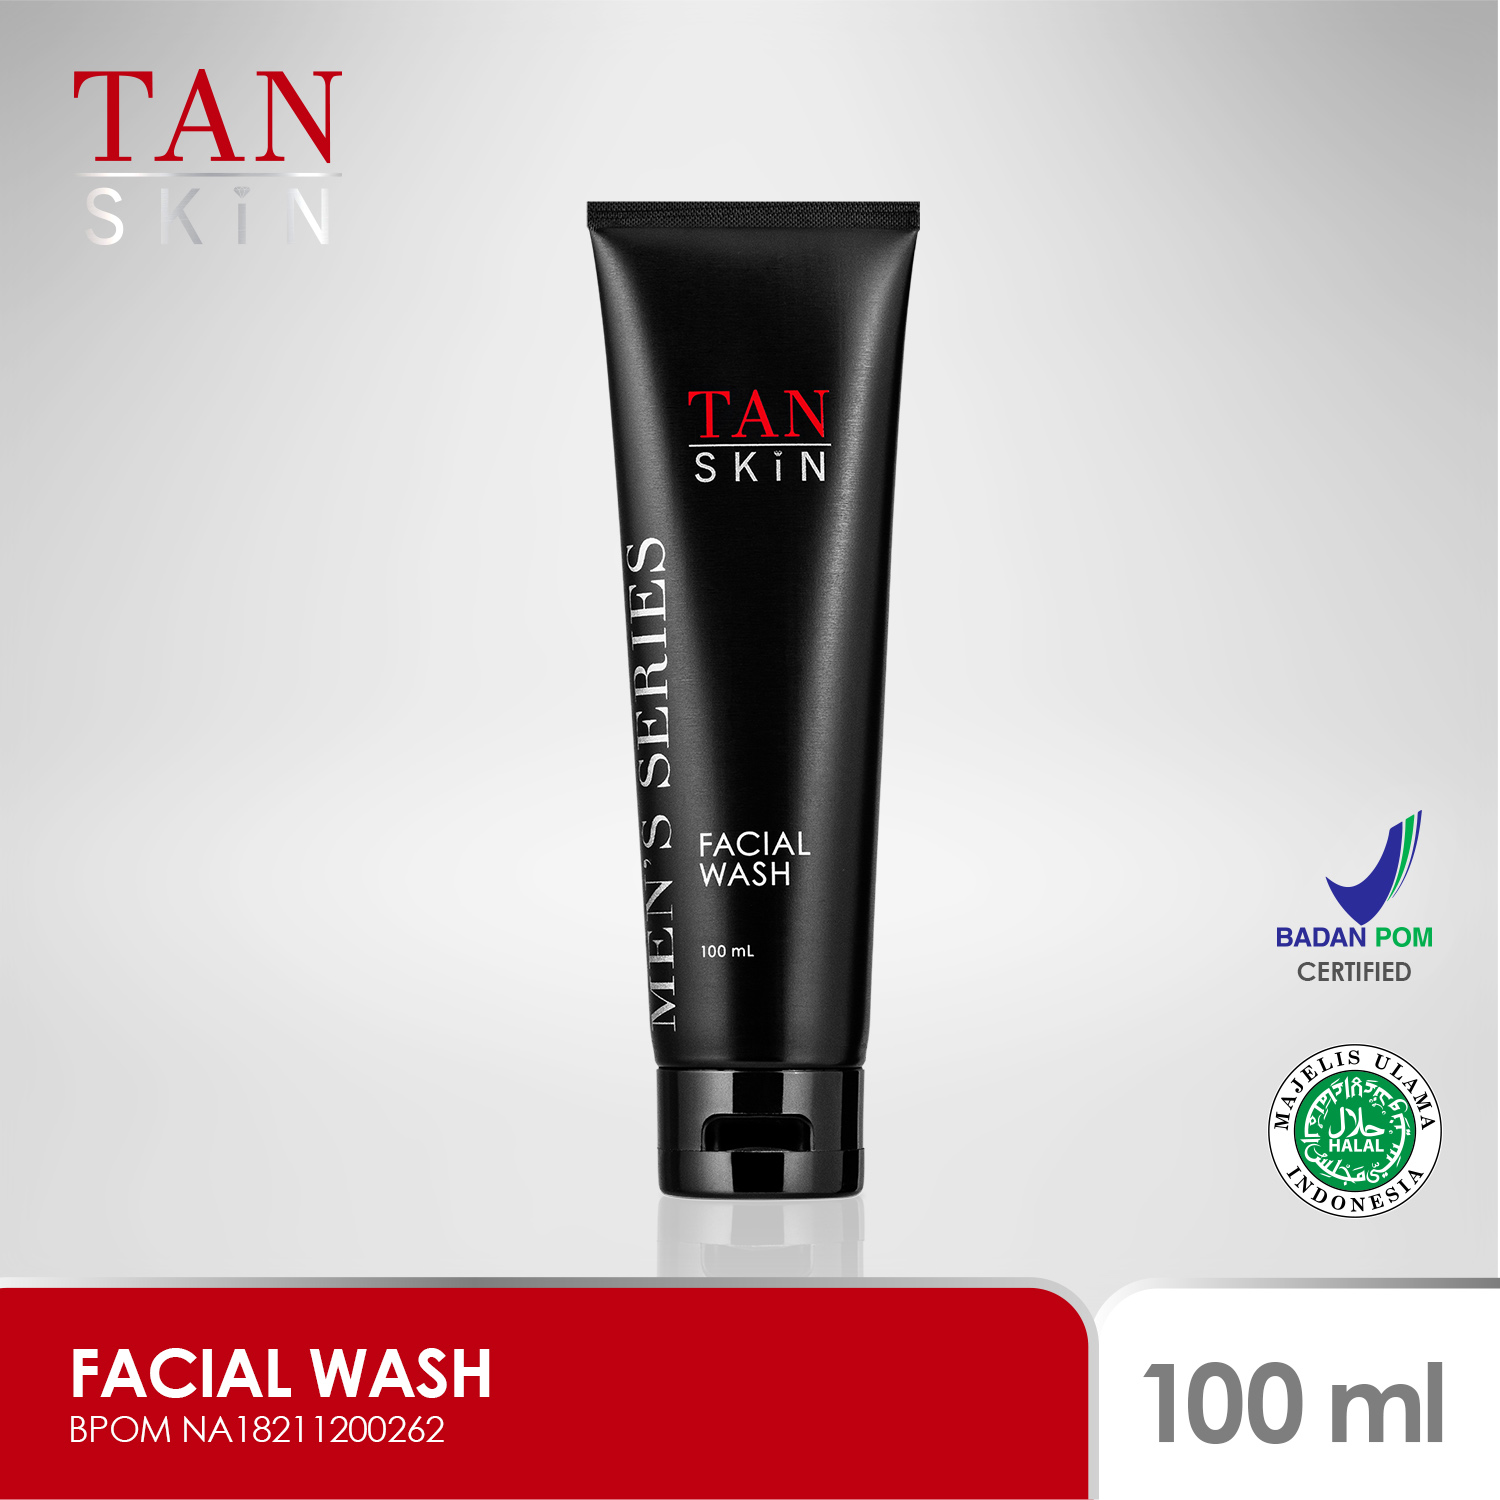 TAN
SKiN
TAN
SKiN
MEN'S SERIES
FACIAL
WASH
100 mL
BADAN POM
CERTIFIED
MAJELIS ULAMA
حلال
HALAL
INDONESIA
FACIAL WASH
BPOM NA18211200262
100 ml